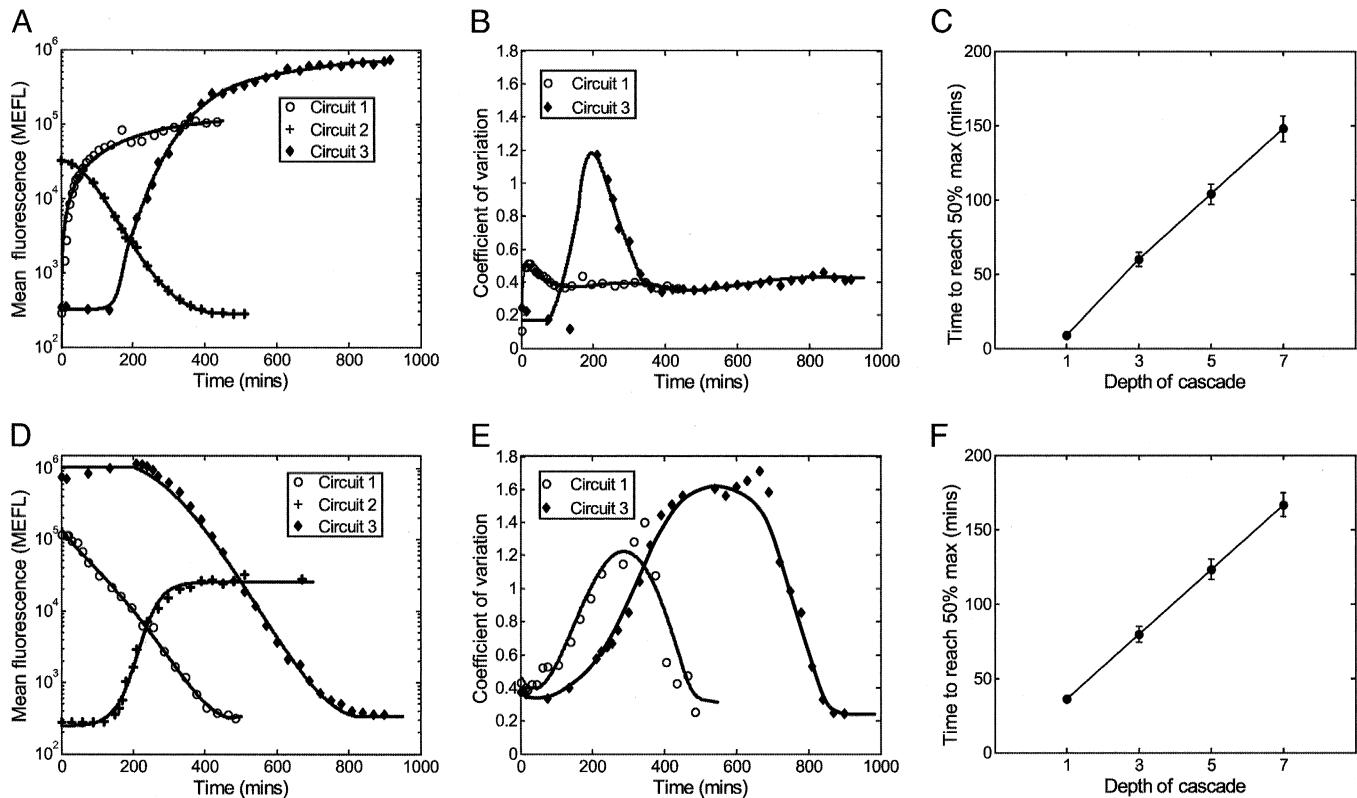 A
Mean fluorescence (MEFL)
10^6
10^5
10^4
10^3
10^2
Circuit 1
Circuit 2
Circuit 3
0 200 400 600 800 1000
Time (mins)
B
Coefficient of variation
1.8
1.6
1.4
1.2
1
0.8
0.6
0.4
0.2
0
Circuit 1
Circuit 3
0 200 400 600 800 1000
Time (mins)
C
Time to reach 50% max (mins)
200
150
100
50
0
1 3 5 7
Depth of cascade
D
Mean fluorescence (MEFL)
10^6
10^5
10^4
10^3
10^2
Circuit 1
Circuit 2
Circuit 3
0 200 400 600 800 1000
Time (mins)
E
Coefficient of variation
1.8
1.6
1.4
1.2
1
0.8
0.6
0.4
0.2
0
Circuit 1
Circuit 3
0 200 400 600 800 1000
Time (mins)
F
Time to reach 50% max (mins)
200
150
100
50
0
1 3 5 7
Depth of cascade